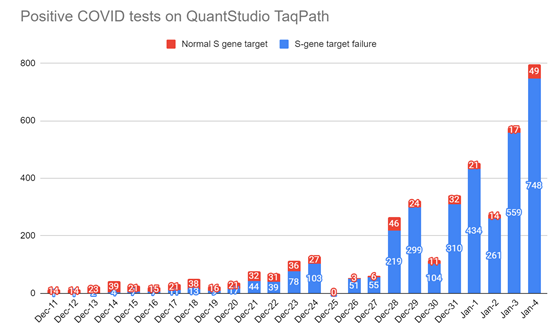 Positive COVID tests on QuantStudio TaqPath
Normal S gene target S-gene target failure
800
600
400
200
0
14 14 23 39 21 15 21 38 16 21 32 31 36 27 0 3 6 46 24 11 32 21 14 17 49
13 17 44 39 78 103 51 55 219 299 104 310 434 261 559 748
Dec-11 Dec-12 Dec-13 Dec-14 Dec-15 Dec-16 Dec-17 Dec-18 Dec-19 Dec-20 Dec-21 Dec-22 Dec-23 Dec-24 Dec-25 Dec-26 Dec-27 Dec-28 Dec-29 Dec-30 Dec-31 Jan-1 Jan-2 Jan-3 Jan-4